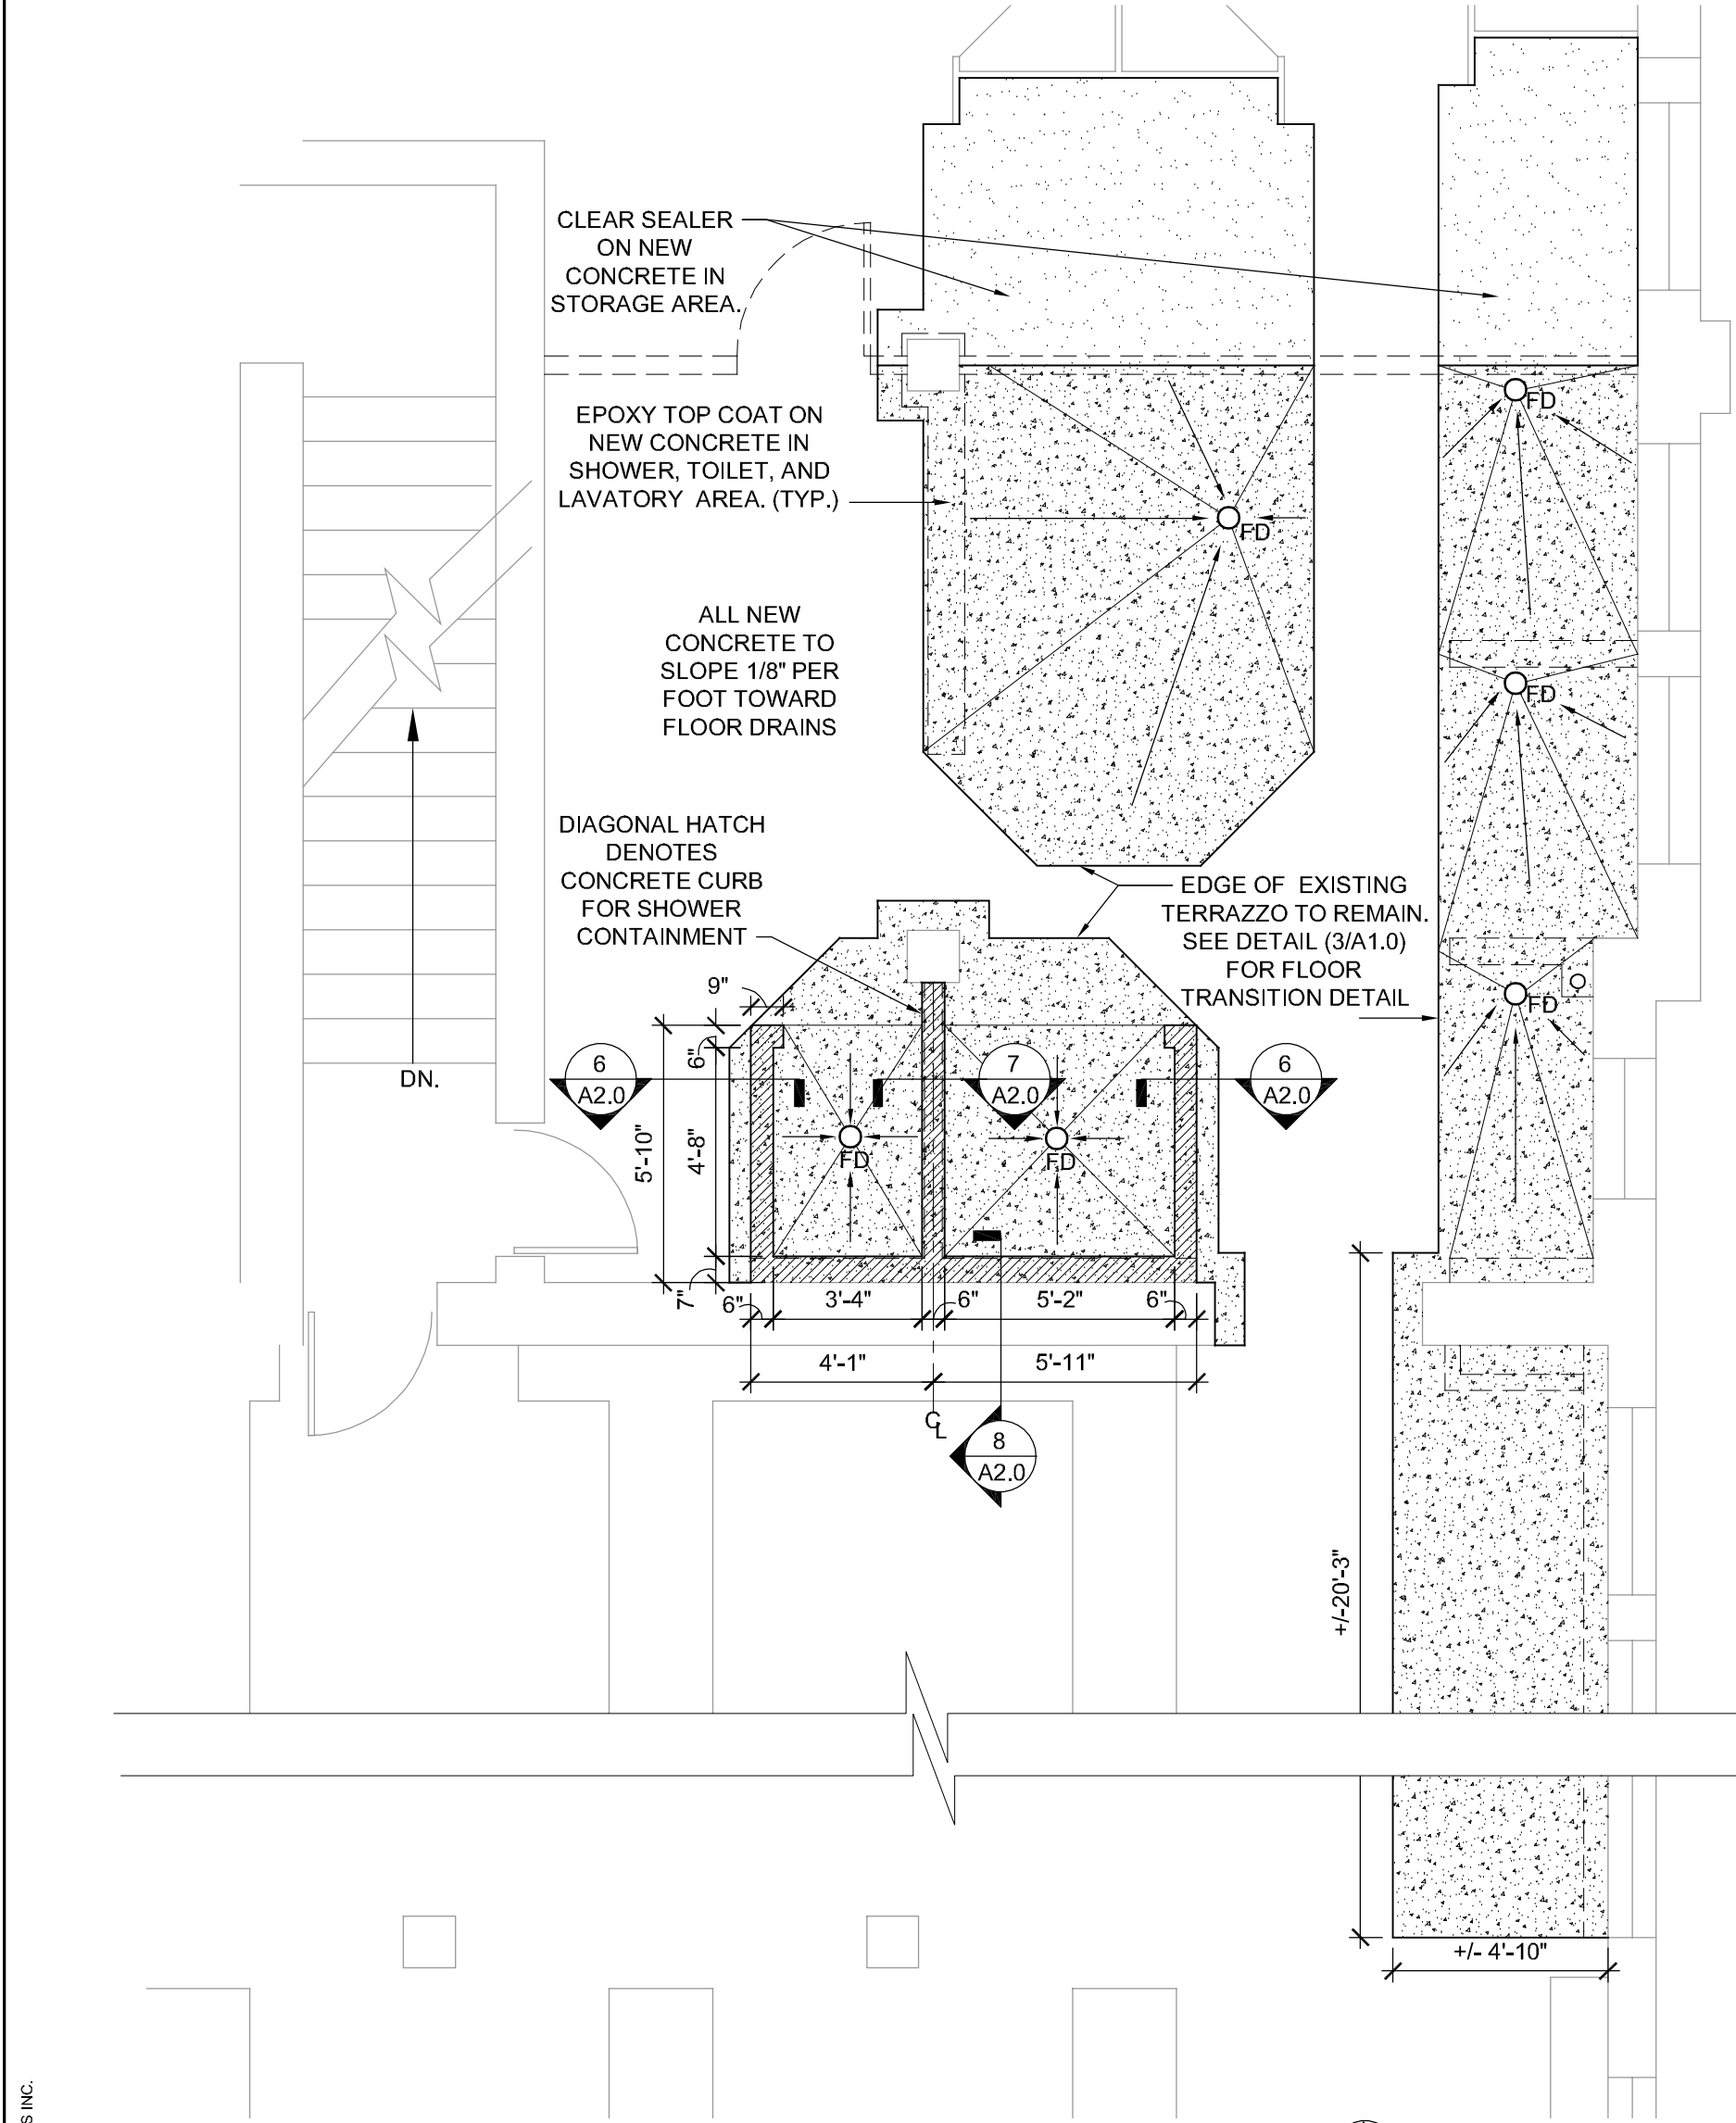 CLEAR SEALER
ON NEW
CONCRETE IN
STORAGE AREA.
EPOXY TOP COAT ON
NEW CONCRETE IN
SHOWER, TOILET, AND
LAVATORY AREA. (TYP.)
FD
FD
ALL NEW
CONCRETE TO
SLOPE 1/8" PER
FOOT TOWARD
FLOOR DRAINS
FD
DIAGONAL HATCH
DENOTES
CONCRETE CURB
FOR SHOWER
CONTAINMENT
EDGE OF EXISTING
TERRAZZO TO REMAIN.
SEE DETAIL (3/A1.0)
FOR FLOOR
TRANSITION DETAIL
FD
9"
6"
5'-10"
4'-8"
7"
DN.
6
A2.0
7
A2.0
6
A2.0
FD
FD
6"
3'-4"
6"
5'-2"
6"
4'-1"
5'-11"
CL
8
A2.0
+/-20'-3"
+/- 4'-10"
S INC.